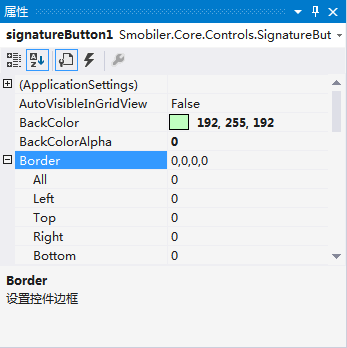 属性
signatureButton1 Smobiler.Core.Controls.SignatureBut
(ApplicationSettings)
AutoVisibleInGridView False
BackColor 192, 255, 192
BackColorAlpha 0
Border 0,0,0,0
All 0
Left 0
Top 0
Right 0
Bottom 0
Border
设置控件边框